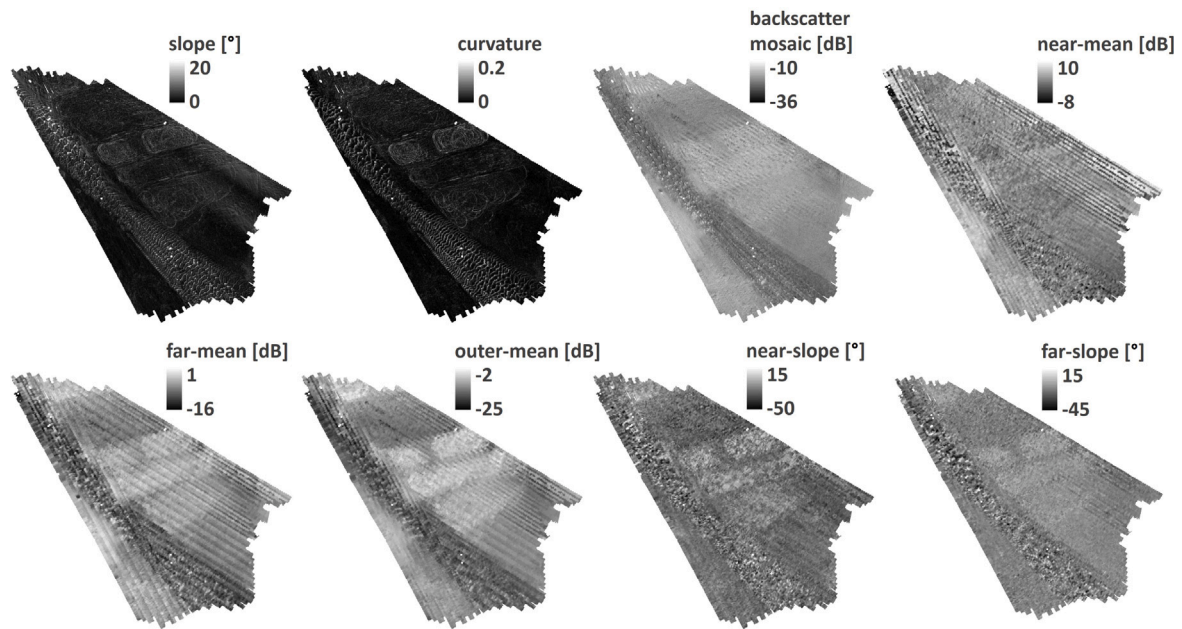 slope [°]
20
0
curvature
0.2
0
backscatter
mosaic [dB]
-10
-36
near-mean [dB]
10
-8
far-mean [dB]
1
-16
outer-mean [dB]
-2
-25
near-slope [°]
15
-50
far-slope [°]
15
-45